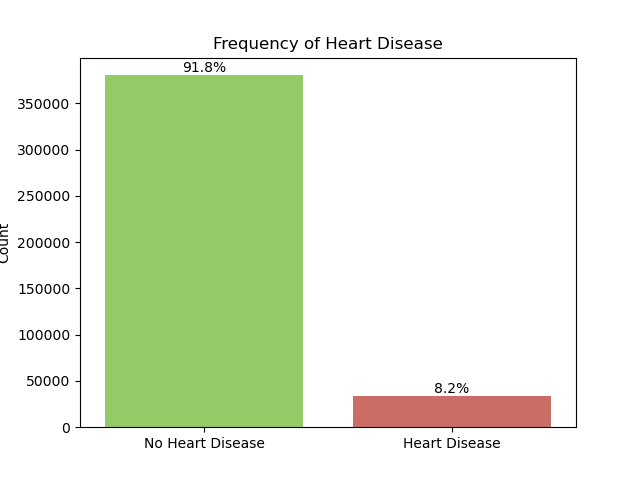 Frequency of Heart Disease
91.8%
350000
300000
250000
200000
150000
100000
8.2%
50000
0
Count
No Heart Disease
Heart Disease